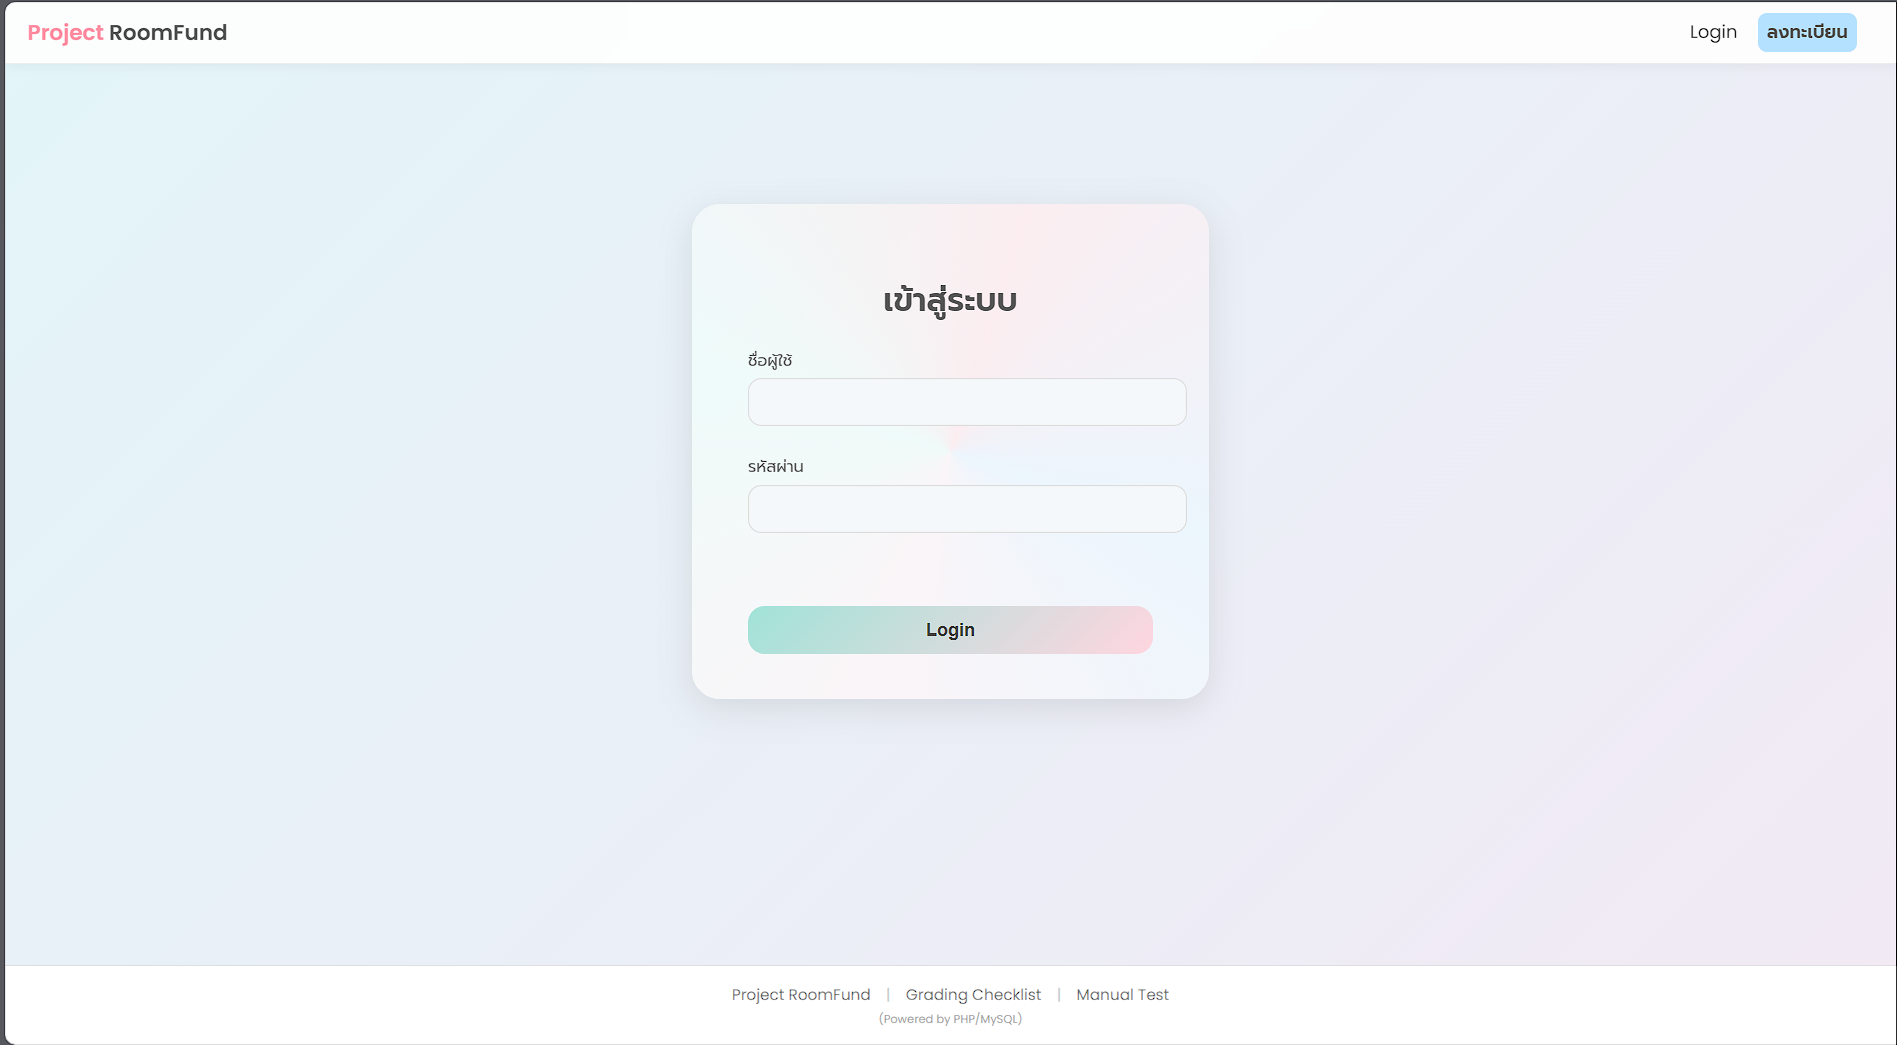 Project RoomFund
Login
ลงทะเบียน
เข้าสู่ระบบ
ชื่อผู้ใช้
รหัสผ่าน
Login
Project RoomFund | Grading Checklist | Manual Test
(Powered by PHP/MySQL)